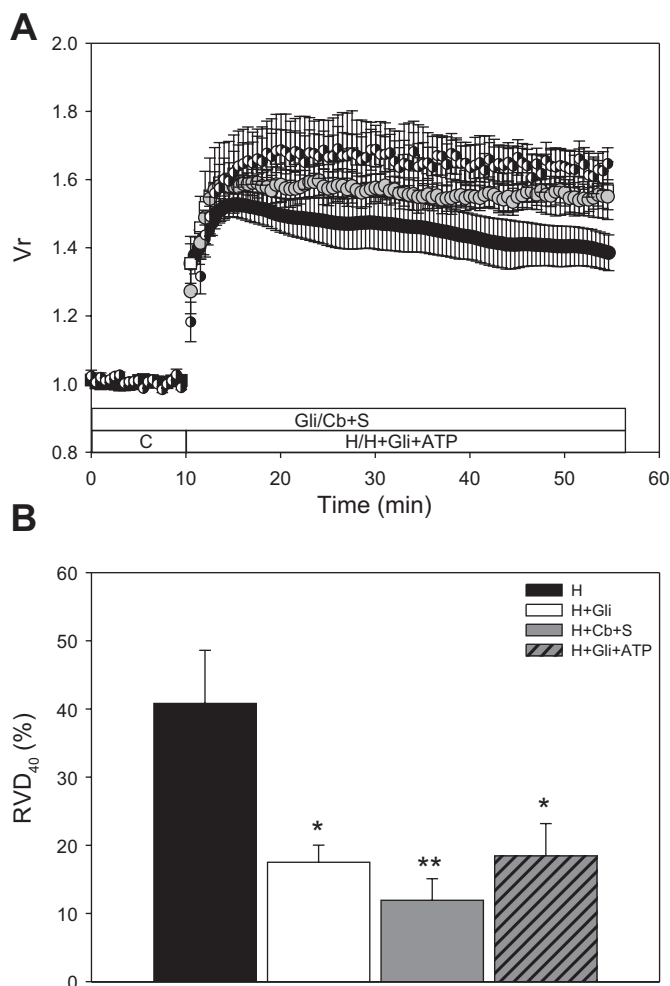 A
2.0
1.8
1.6
1.4
1.2
1.0
0.8
Vr
Gli/Cb+S
C
H/H+Gli+ATP
0 10 20 30 40 50 60
Time (min)
B
60
50
40
30
20
10
0
RVD40 (%)
H
H+Gli
H+Cb+S
H+Gli+ATP
*
**
*